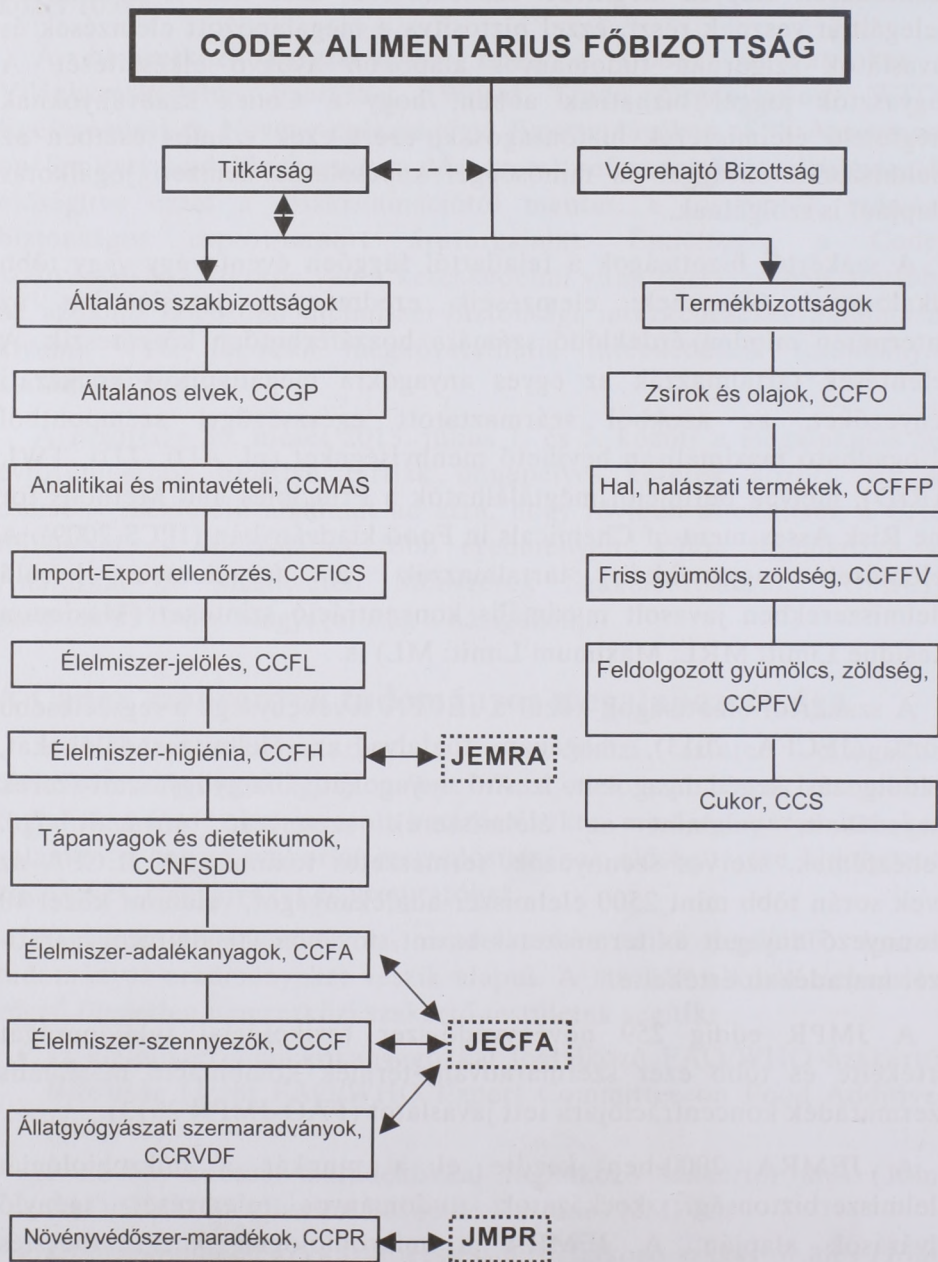 CODEX ALIMENTARIUS FŐBIZOTTSÁG
Titkárság
Végrehajtó Bizottság
Általános szakbizottságok
Általános elvek, CCGP
Analitikai és mintavételi, CCMAS
Import-Export ellenőrzés, CCFICS
Élelmiszer-jelölés, CCFL
Élelmiszer-higiénia, CCFH
JEMRA
Tápanyagok és dietetikumok,
CCNFSDU
Élelmiszer-adalékanyagok, CCFA
Élelmiszer-szennyezők, CCCF
JECFA
Állatgyógyászati szermaradványok,
CCRVDF
Növényvédőszer-maradékok, CCPR
JMPR
Termékbizottságok
Zsírok és olajok, CCFO
Hal, halászati termékek, CCFFP
Friss gyümölcs, zöldség, CCFFV
Feldolgozott gyümölcs, zöldség,
CCPFV
Cukor, CCS